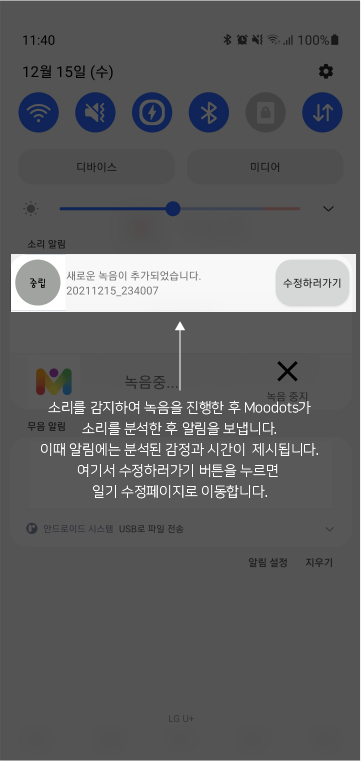 11:40
100%
12월 15일 (수)
디바이스
미디어
소리 알림
중립
새로운 녹음이 추가되었습니다.
20211215_234007
수정하러가기
녹음중...
녹음 중지
소리를 감지하여 녹음을 진행한 후 Moodots가
소리를 분석한 후 알림을 보냅니다.
무음 알림
이때 알림에는 분석된 감정과 시간이 제시됩니다.
여기서 수정하러가기 버튼을 누르면
일기 수정페이지로 이동합니다.
안드로이드 시스템 USB로 파일 전송
알림 설정
지우기
LG U+